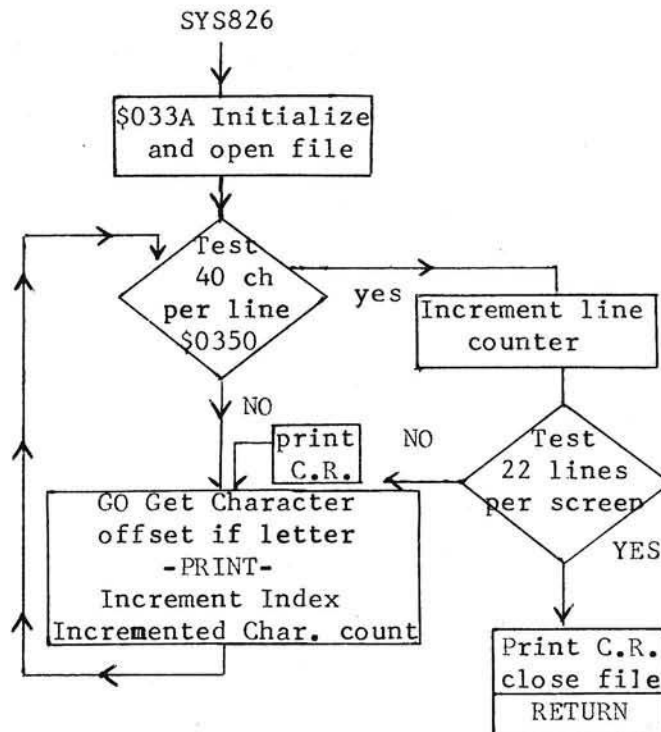 SYS826
$033A Initialize
and open file
Test
40 ch
per line
$0350
yes
Increment line
counter
NO
print
C.R.
NO
Test
22 lines
per screen
YES
GO Get Character
offset if letter
-PRINT-
Increment Index
Incremented Char. count
Print C.R.
close file
RETURN